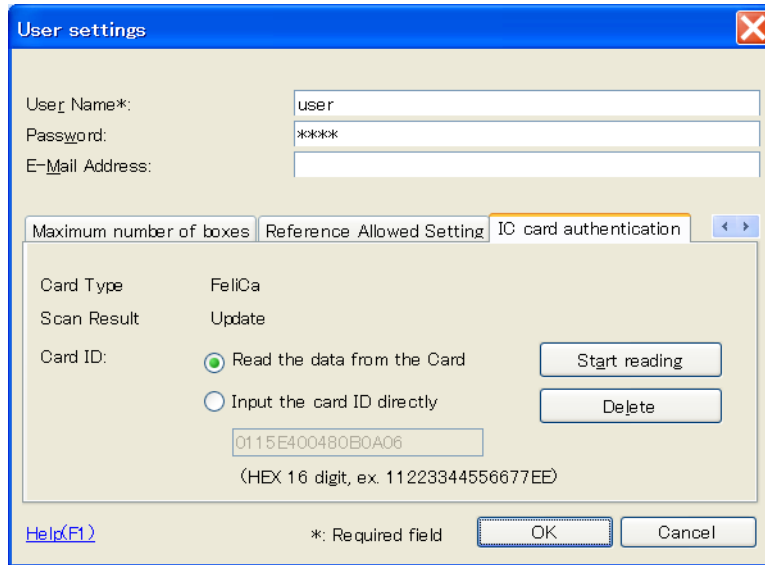 User settings
User Name*: user
Password: ****
E-Mail Address:
Maximum number of boxes Reference Allowed Setting IC card authentication
Card Type FeliCa
Scan Result Update
Card ID: Read the data from the Card Start reading
Input the card ID directly Delete
0115E400480B0A06
(HEX 16 digit, ex. 11223344556677EE)
Help(F1) *: Required field OK Cancel